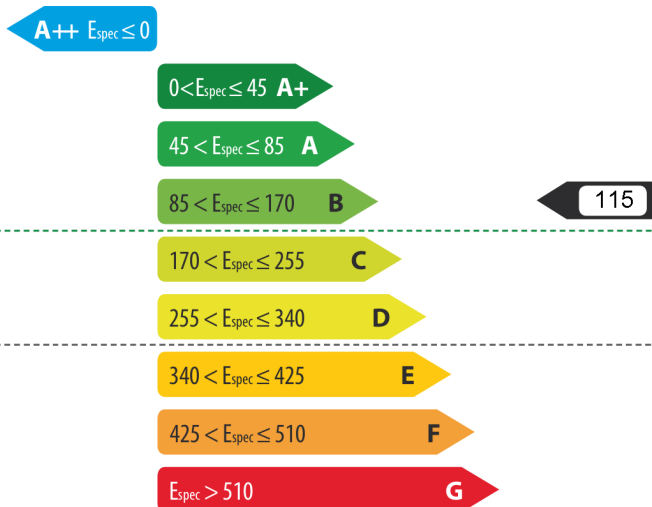 A++ Espec ≤ 0
0<Espec ≤ 45 A+
45 < Espec ≤ 85 A
85 < Espec ≤ 170 B
115
170 < Espec ≤ 255 C
255 < Espec ≤ 340 D
340 < Espec ≤ 425 E
425 < Espec ≤ 510 F
Espec > 510 G